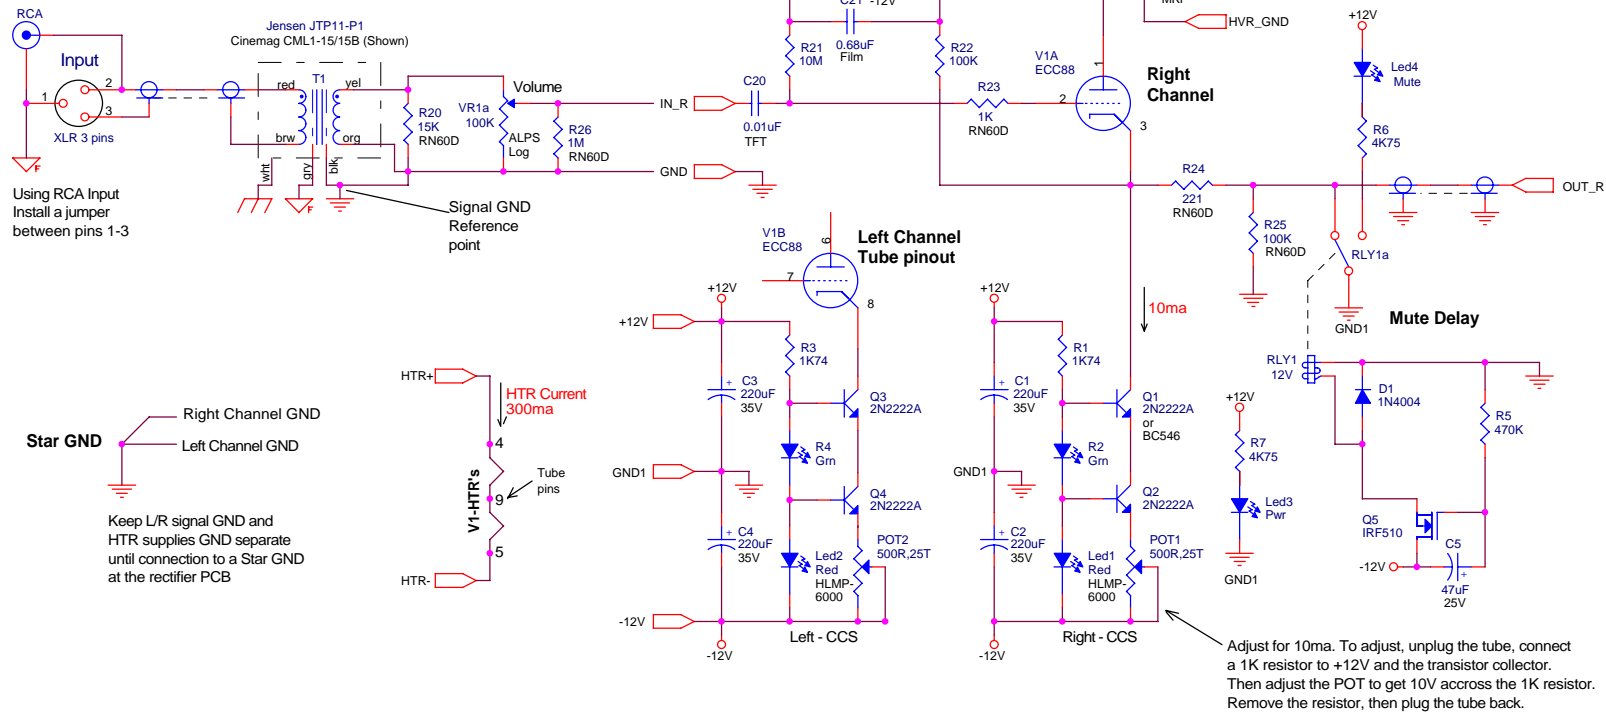 RCA
Jensen JTP11-P1
Cinemag CML1-15/15B (Shown)
Input
1
2
3
XLR 3 pins
F
Using RCA Input
Install a jumper
between pins 1-3
red
T1
yel
brw
org
wht
gry
blk
F
R20
15K
RN60D
VR1a
100K
Volume
ALPS
Log
R26
1M
RN60D
Signal GND
Reference
point
IN_R
GND
C20
0.01uF
TFT
R21
10M
C21
-12V
0.68uF
Film
R22
100K
R23
1K
RN60D
V1A
ECC88
1
2
3
Right
Channel
HVR_GND
R24
221
RN60D
R25
100K
RN60D
+12V
Led4
Mute
R6
4K75
OUT_R
RLY1a
GND1
Mute Delay
V1B
ECC88
6
7
8
Left Channel
Tube pinout
+12V
+12V
C3
220uF
35V
+
R3
1K74
Q3
2N2222A
R4
Grn
GND1
Q4
2N2222A
C4
220uF
35V
+
Led2
Red
HLMP-
6000
POT2
500R,25T
-12V
-12V
Left - CCS
+12V
10ma
C1
220uF
35V
+
R1
1K74
Q1
2N2222A
or
BC546
R2
Grn
GND1
Q2
2N2222A
C2
220uF
35V
+
Led1
Red
HLMP-
6000
POT1
500R,25T
-12V
Right - CCS
RLY1
12V
D1
1N4004
R5
470K
+12V
R7
4K75
Led3
Pwr
GND1
Q5
IRF510
-12V
C5
+
47uF
25V
Adjust for 10ma. To adjust, unplug the tube, connect
a 1K resistor to +12V and the transistor collector.
Then adjust the POT to get 10V accross the 1K resistor.
Remove the resistor, then plug the tube back.
HTR+
HTR Current
300ma
4
9
5
V1-HTR's
Tube
pins
HTR-
Star GND
Right Channel GND
Left Channel GND
Keep L/R signal GND and
HTR supplies GND separate
until connection to a Star GND
at the rectifier PCB